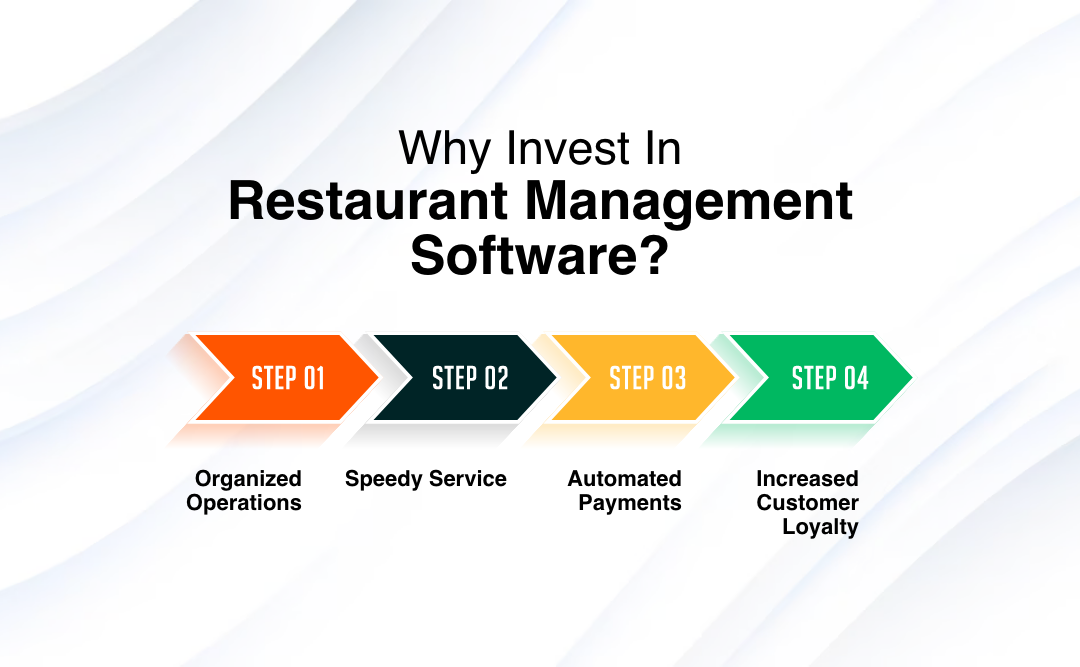 Why Invest In
Restaurant Management
Software?
STEP 01
STEP 02
STEP 03
STEP 04
Organized
Operations
Speedy Service
Automated
Payments
Increased
Customer
Loyalty